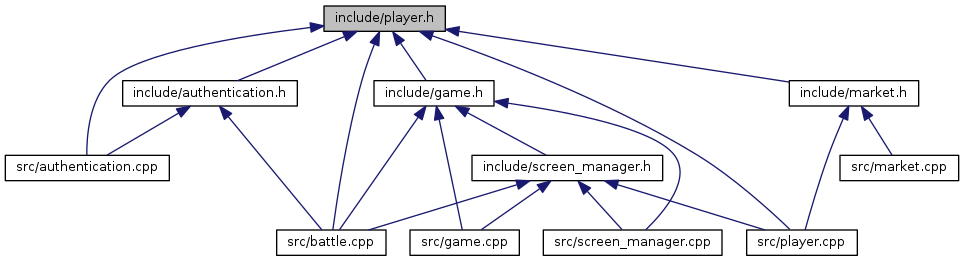 include/player.h
include/authentication.h
include/game.h
include/market.h
src/authentication.cpp
include/screen_manager.h
src/market.cpp
src/battle.cpp
src/game.cpp
src/screen_manager.cpp
src/player.cpp